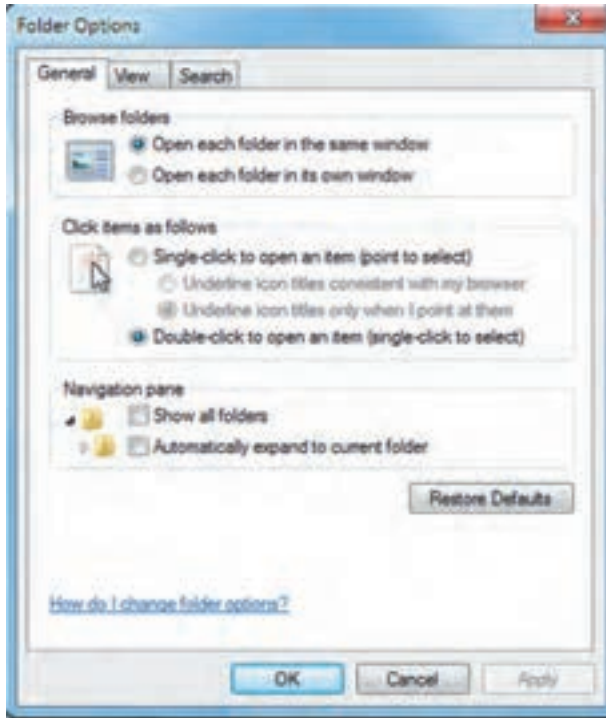 Folder Options
General View Search
Browse folders
Open each folder in the same window
Open each folder in its own window
Click items as follows
Single-click to open an item (point to select)
Underline icon titles consistent with my browser
Underline icon titles only when I point at them
Double-click to open an item (single-click to select)
Navigation pane
Show all folders
Automatically expand to current folder
Restore Defaults
How do I change folder options?
OK Cancel Apply